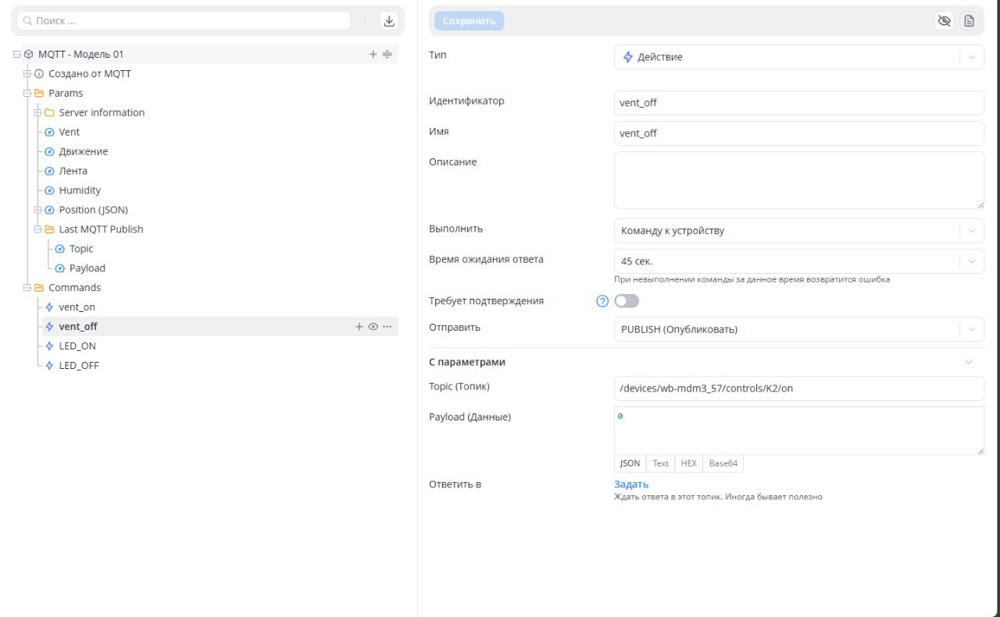 Поиск ...
MQTT - Модель 01
Создано от MQTT
Params
Server information
Vent
Движение
Лента
Humidity
Position (JSON)
Last MQTT Publish
Topic
Payload
Commands
vent_on
vent_off
LED_ON
LED_OFF
Сохранить
Тип
Действие
Идентификатор
vent_off
Имя
vent_off
Описание
Выполнить
Команду к устройству
Время ожидания ответа
45 сек.
При невыполнении команды за данное время возвратится ошибка
Требует подтверждения
?
Отправить
PUBLISH (Опубликовать)
С параметрами
Topic (Топик)
/devices/wb-mdm3_57/controls/K2/on
Payload (Данные)
0
JSON Text HEX Base64
Ответить в
Задать
Ждать ответа в этот топик. Иногда бывает полезно